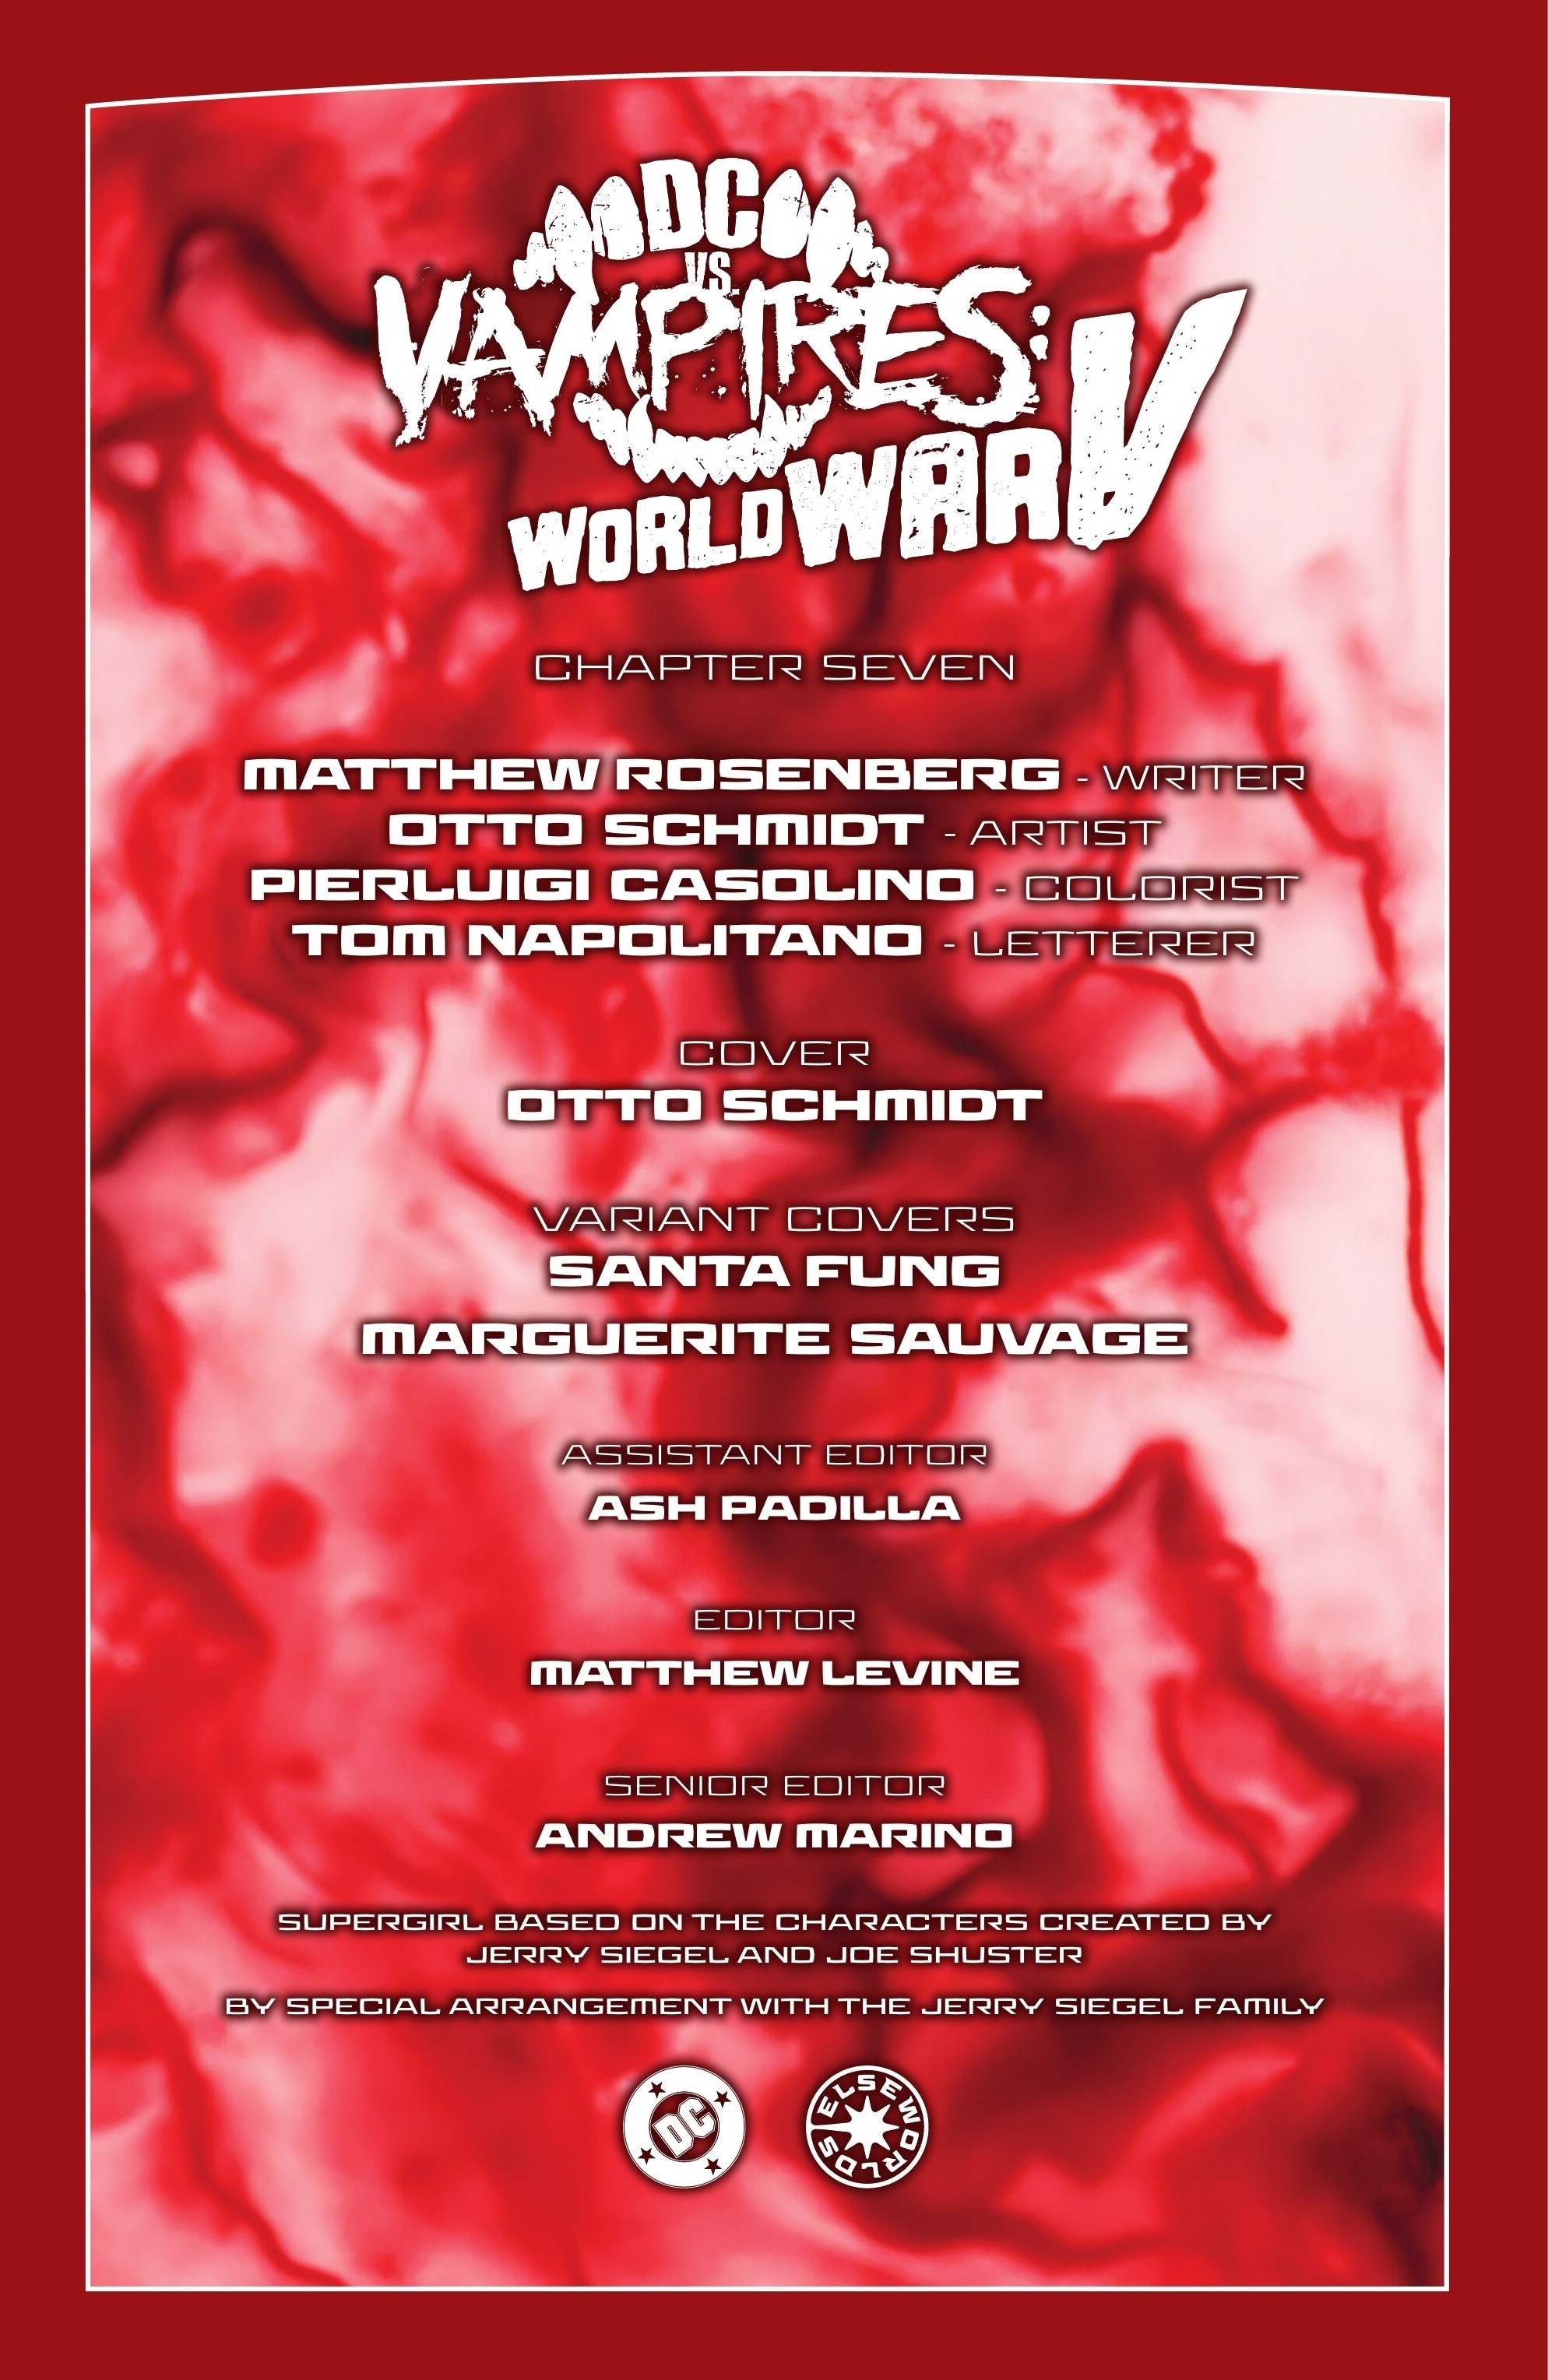 DC
VS.
VAMPIRES:
WORLD WAR V
CHAPTER SEVEN
MATTHEW ROSENBERG - WRITER
OTTO SCHMIDT - ARTIST
PIERLUIGI CASOLINO - COLORIST
TOM NAPOLITANO - LETTERER
COVER
OTTO SCHMIDT
VARIANT COVERS
SANTA FUNG
MARGUERITE SAUVAGE
ASSISTANT EDITOR
ASH PADILLA
EDITOR
MATTHEW LEVINE
SENIOR EDITOR
ANDREW MARINO
SUPERGIRL BASED ON THE CHARACTERS CREATED BY
JERRY SIEGEL AND JOE SHUSTER
BY SPECIAL ARRANGEMENT WITH THE JERRY SIEGEL FAMILY
DC
ELSEWORLDS